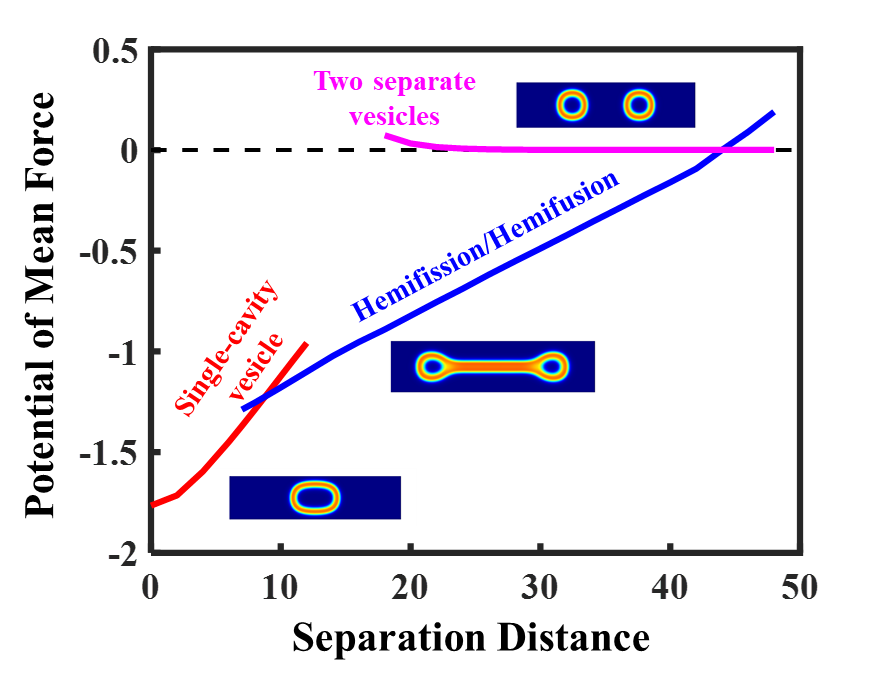 0.5
0
-0.5
-1
-1.5
-2
Potential of Mean Force
Two separate
vesicles
Hemifission/Hemifusion
Single-cavity
vesicle
0 10 20 30 40 50
Separation Distance